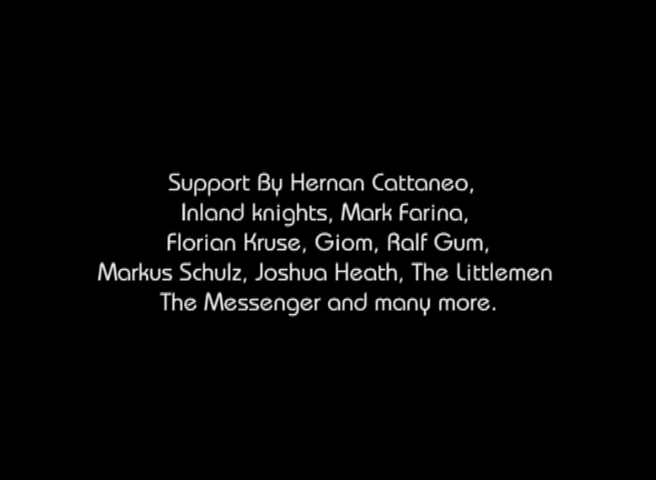 Support By Hernan Cattaneo,
Inland knights, Mark Farina,
Florian Kruse, Giom, Ralf Gum,
Markus Schulz, Joshua Heath, The Littlemen
The Messenger and many more.